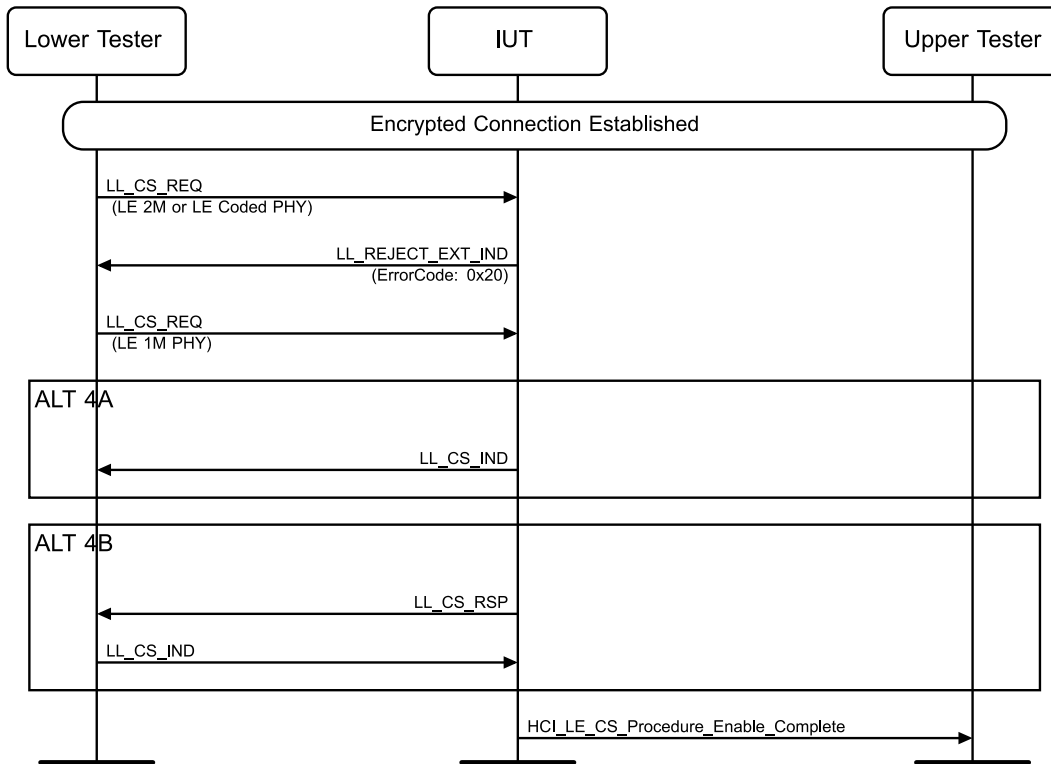 Lower Tester
IUT
Upper Tester
Encrypted Connection Established
LL_CS_REQ
(LE 2M or LE Coded PHY)
LL_REJECT_EXT_IND
(ErrorCode: 0x20)
LL_CS_REQ
(LE 1M PHY)
ALT 4A
LL_CS_IND
ALT 4B
LL_CS_RSP
LL_CS_IND
HCI_LE_CS_Procedure_Enable_Complete